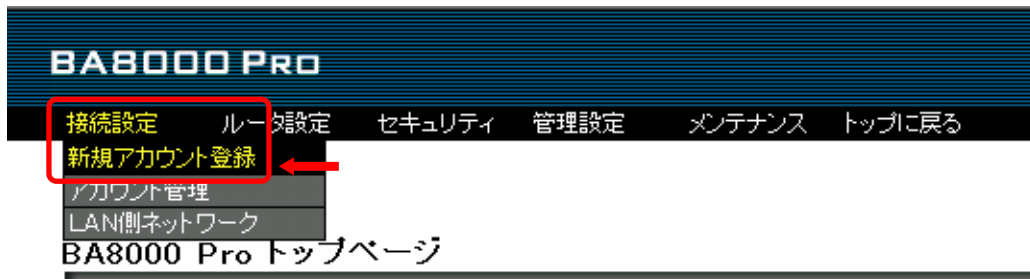 BA8000 PRO
接続設定 ルータ設定 セキュリティ 管理設定 メンテナンス トップに戻る
新規アカウント登録
アカウント管理
LAN側ネットワーク
BA8000 Pro トップページ